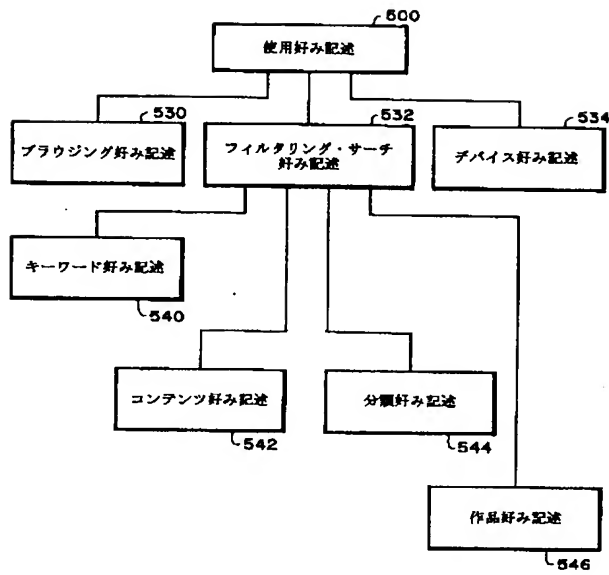 500
使用好み記述
530
ブラウジング好み記述
532
フィルタリング・サーチ
好み記述
534
デバイス好み記述
キーワード好み記述
540
コンテンツ好み記述
542
分類好み記述
544
作品好み記述
546